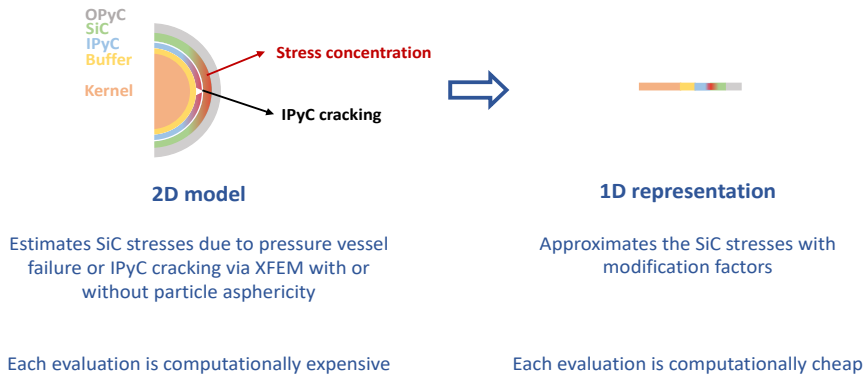 OPyC
SiC
IPyC
Buffer
Kernel
Stress concentration
IPyC cracking
2D model
Estimates SiC stresses due to pressure vessel
failure or IPyC cracking via XFEM with or
without particle asphericity
Each evaluation is computationally expensive
1D representation
Approximates the SiC stresses with
modification factors
Each evaluation is computationally cheap